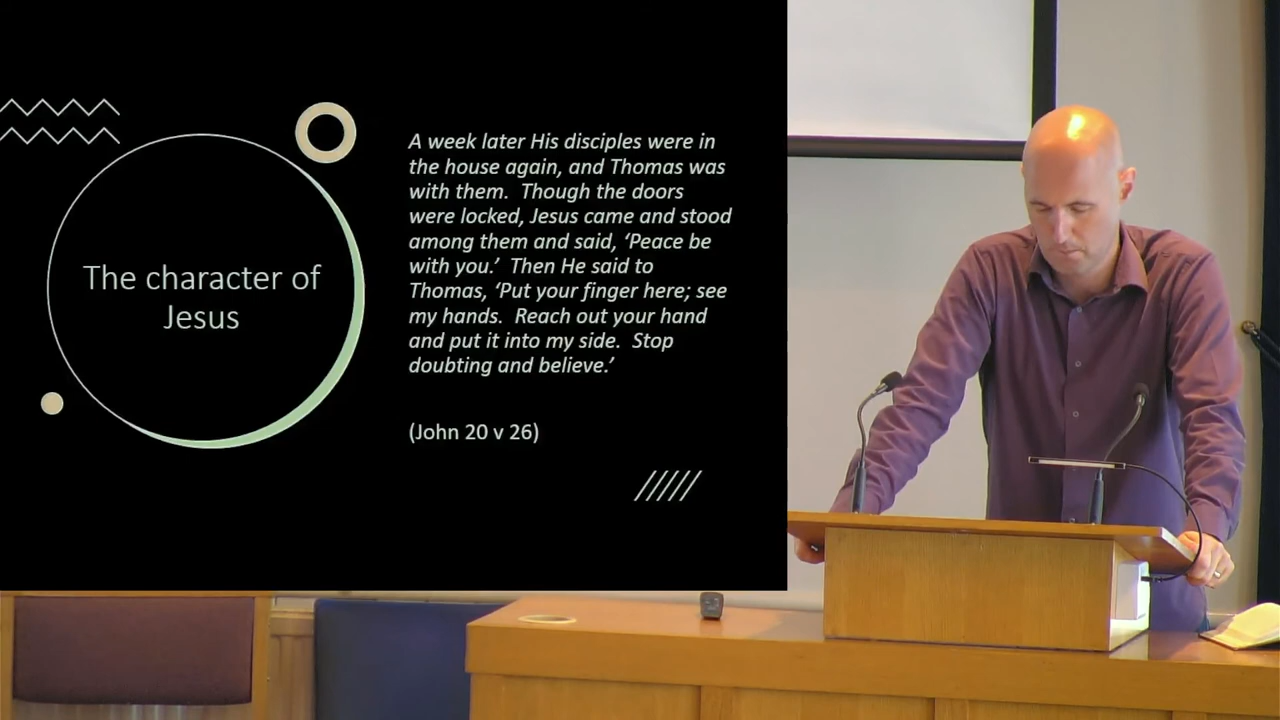 The character of
Jesus
A week later His disciples were in
the house again, and Thomas was
with them.  Though the doors
were locked, Jesus came and stood
among them and said, ‘Peace be
with you.’  Then He said to
Thomas, ‘Put your finger here; see
my hands.  Reach out your hand
and put it into my side.  Stop
doubting and believe.’
(John 20 v 26)